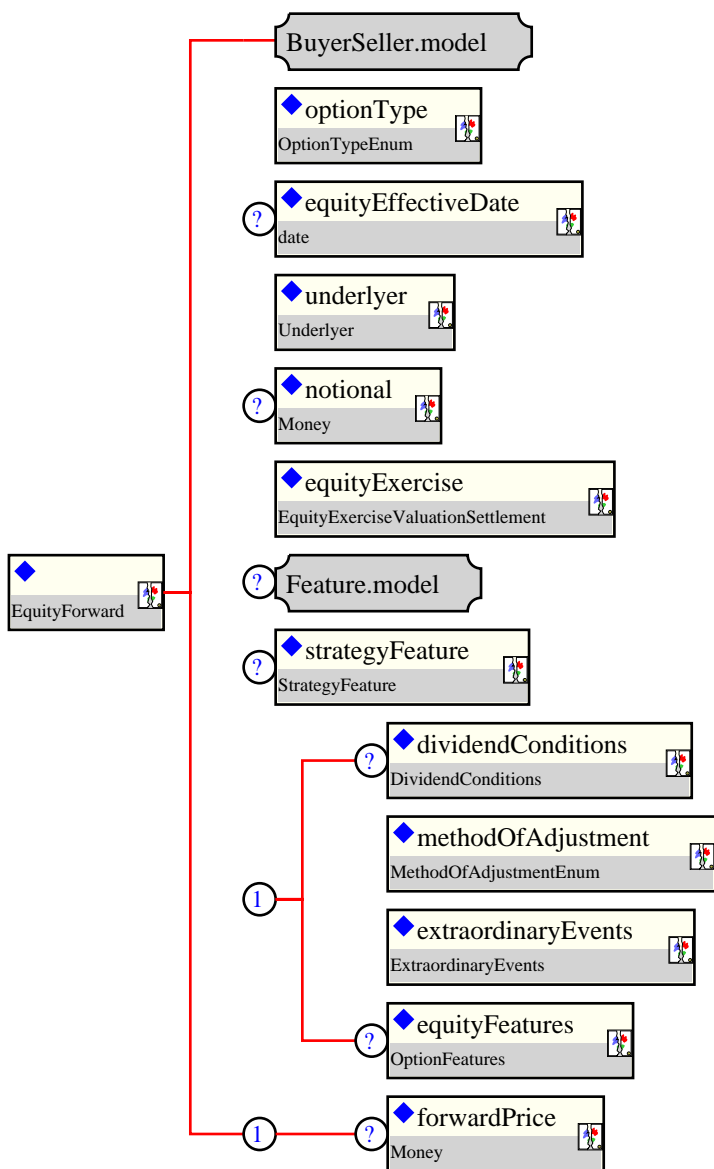 BuyerSeller.model
optionType
OptionTypeEnum
?
equityEffectiveDate
date
underlyer
Underlyer
?
notional
Money
equityExercise
EquityExerciseValuationSettlement
EquityForward
?
Feature.model
?
strategyFeature
StrategyFeature
?
dividendConditions
DividendConditions
methodOfAdjustment
MethodOfAdjustmentEnum
1
extraordinaryEvents
ExtraordinaryEvents
?
equityFeatures
OptionFeatures
1
?
forwardPrice
Money